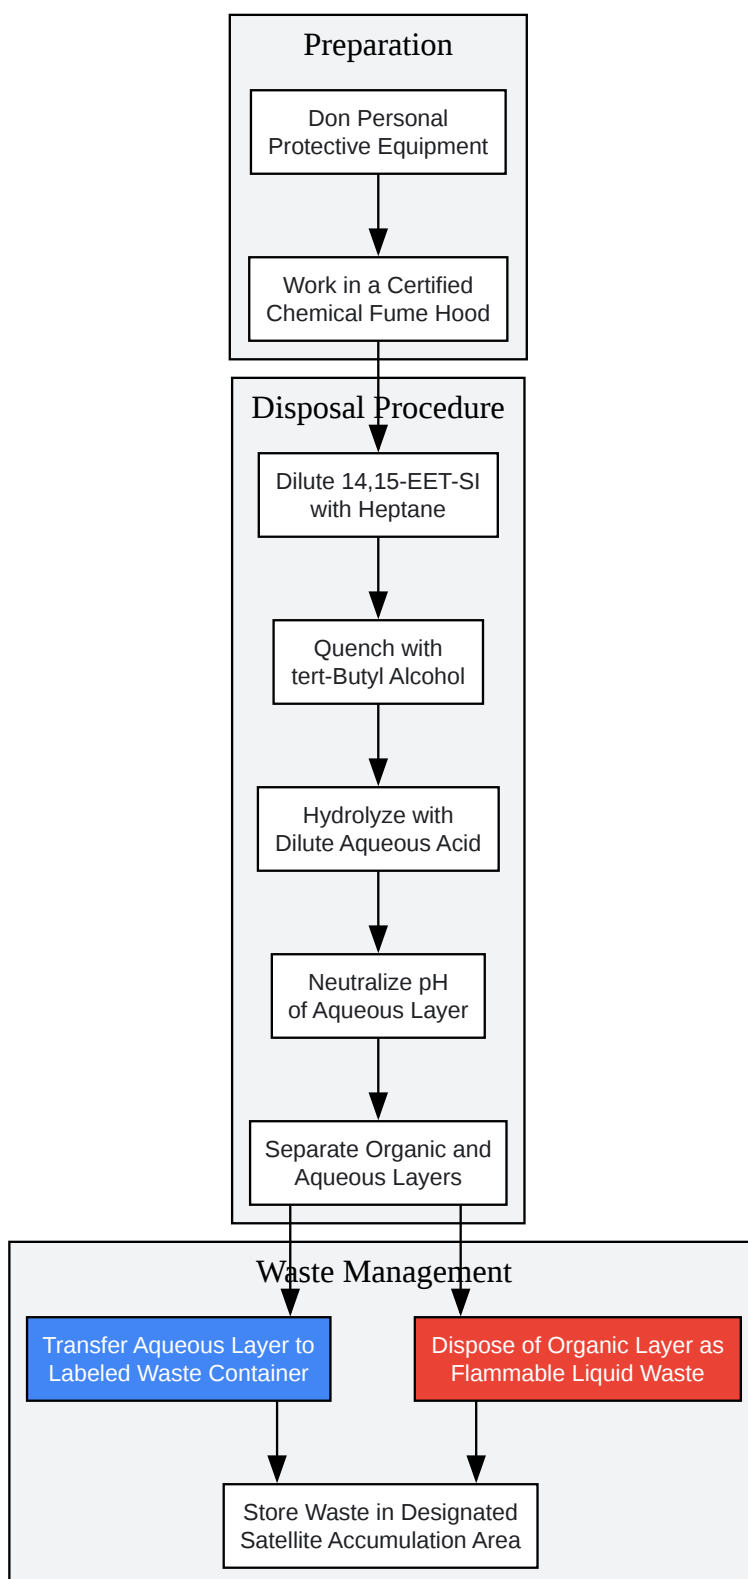 Preparation
Don Personal
Protective Equipment
Work in a Certified
Chemical Fume Hood
Disposal Procedure
Dilute 14,15-EET-SI
with Heptane
Quench with
tert-Butyl Alcohol
Hydrolyze with
Dilute Aqueous Acid
Neutralize pH
of Aqueous Layer
Separate Organic and
Aqueous Layers
Waste Management
Transfer Aqueous Layer to
Labeled Waste Container
Dispose of Organic Layer as
Flammable Liquid Waste
Store Waste in Designated
Satellite Accumulation Area